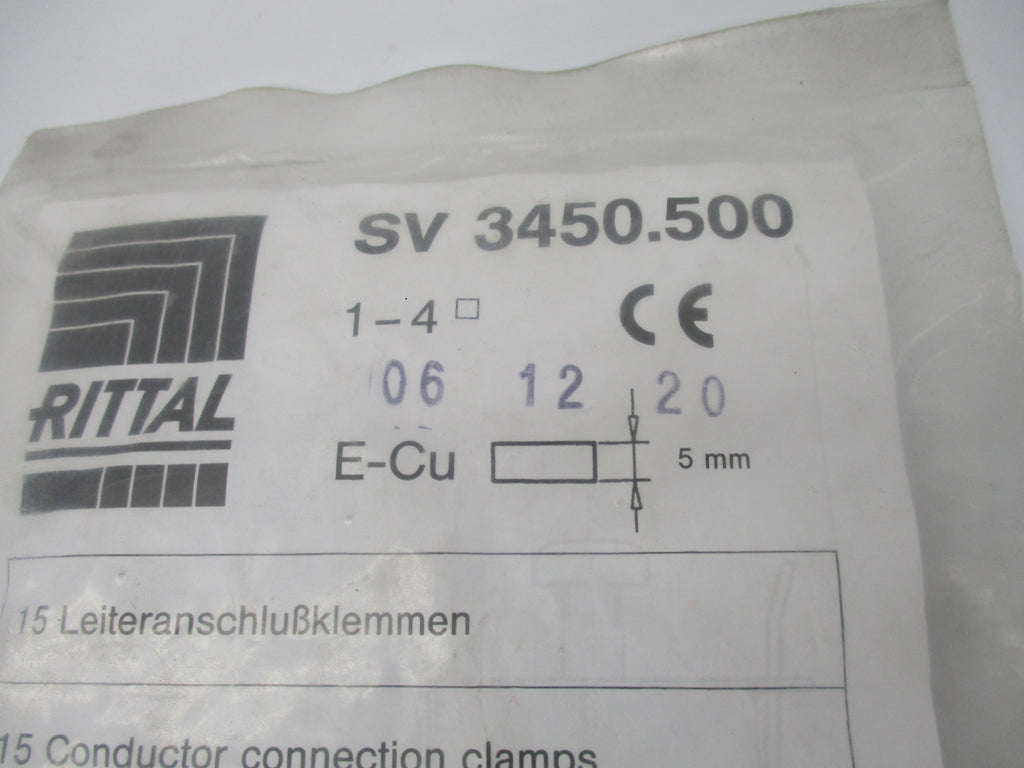 SV 3450.500
1–4 □
CE
06 12 20
RITTAL
E-Cu
5 mm
15 Leiteranschlußklemmen
15 Conductor connection clamps